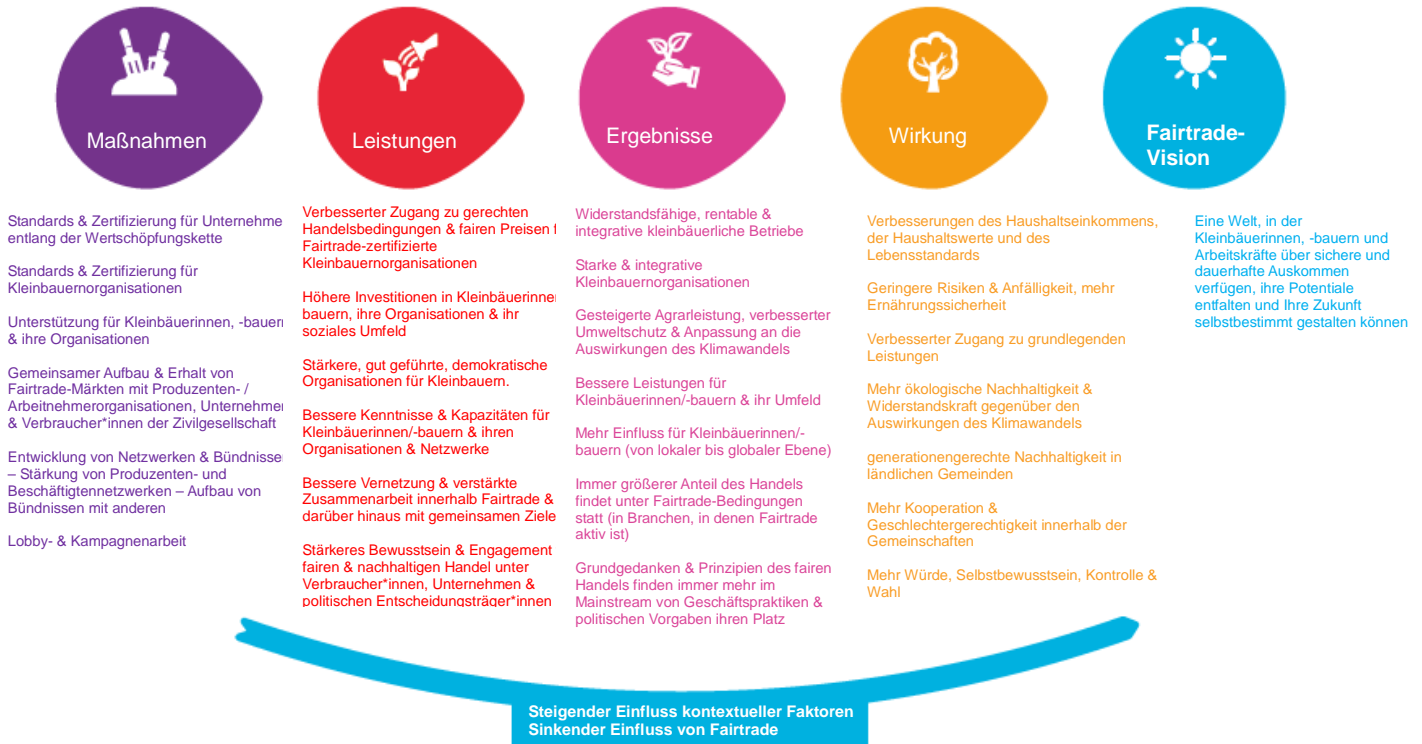 Maßnahmen
Leistungen
Ergebnisse
Wirkung
Fairtrade-
Vision
Standards & Zertifizierung für Unternehme
entlang der Wertschöpfungskette
Standards & Zertifizierung für
Kleinbauernorganisationen
Unterstützung für Kleinbäuerinnen, -bauern
& ihre Organisationen
Gemeinsamer Aufbau & Erhalt von
Fairtrade-Märkten mit Produzenten- /
Arbeitnehmerorganisationen, Unternehmen
& Verbraucher*innen der Zivilgesellschaft
Entwicklung von Netzwerken & Bündnisse
– Stärkung von Produzenten- und
Beschäftigtennetzwerken – Aufbau von
Bündnissen mit anderen
Lobby- & Kampagnenarbeit
Verbesserter Zugang zu gerechten
Handelsbedingungen & fairen Preisen f
Fairtrade-zertifizierte
Kleinbauernorganisationen
Höhere Investitionen in Kleinbäuerinnen
bauern, ihre Organisationen & ihr
soziales Umfeld
Stärkere, gut geführte, demokratische
Organisationen für Kleinbauern.
Bessere Kenntnisse & Kapazitäten für
Kleinbäuerinnen/-bauern & ihren
Organisationen & Netzwerke
Bessere Vernetzung & verstärkte
Zusammenarbeit innerhalb Fairtrade &
darüber hinaus mit gemeinsamen Ziele
Stärkeres Bewusstsein & Engagement
fairen & nachhaltigen Handel unter
Verbraucher*innen, Unternehmen &
politischen Entscheidungsträger*innen
Widerstandsfähige, rentable &
integrative kleinbäuerliche Betriebe
Starke & integrative
Kleinbauernorganisationen
Gesteigerte Agrarleistung, verbesserter
Umweltschutz & Anpassung an die
Auswirkungen des Klimawandels
Bessere Leistungen für
Kleinbäuerinnen/-bauern & ihr Umfeld
Mehr Einfluss für Kleinbäuerinnen/-
bauern (von lokaler bis globaler Ebene)
Immer größerer Anteil des Handels
findet unter Fairtrade-Bedingungen
statt (in Branchen, in denen Fairtrade
aktiv ist)
Grundgedanken & Prinzipien des fairen
Handels finden immer mehr im
Mainstream von Geschäftspraktiken &
politischen Vorgaben ihren Platz
Verbesserungen des Haushaltseinkommens,
der Haushaltswerte und des
Lebensstandards
Geringere Risiken & Anfälligkeit, mehr
Ernährungssicherheit
Verbesserter Zugang zu grundlegenden
Leistungen
Mehr ökologische Nachhaltigkeit &
Widerstandskraft gegenüber den
Auswirkungen des Klimawandels
generationengerechte Nachhaltigkeit in
ländlichen Gemeinden
Mehr Kooperation &
Geschlechtergerechtigkeit innerhalb der
Gemeinschaften
Mehr Würde, Selbstbewusstsein, Kontrolle &
Wahl
Eine Welt, in der
Kleinbäuerinnen, -bauern und
Arbeitskräfte über sichere und
dauerhafte Auskommen
verfügen, ihre Potentiale
entfalten und Ihre Zukunft
selbstbestimmt gestalten können
Steigender Einfluss kontextueller Faktoren
Sinkender Einfluss von Fairtrade